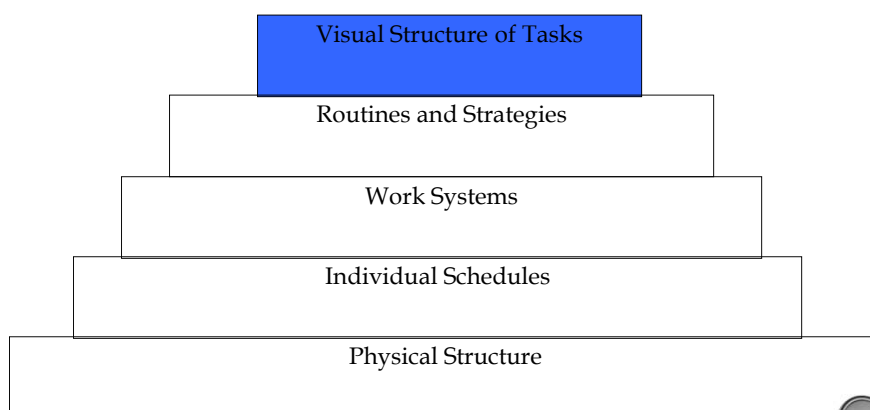 Visual Structure of Tasks
Routines and Strategies
Work Systems
Individual Schedules
Physical Structure